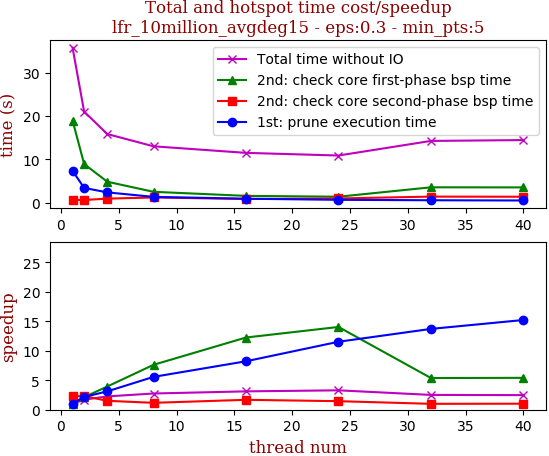 Total and hotspot time cost/speedup
lfr_10million_avgdeg15 - eps:0.3 - min_pts:5
time (s)
30
20
10
0
Total time without IO
2nd: check core first-phase bsp time
2nd: check core second-phase bsp time
1st: prune execution time
0 5 10 15 20 25 30 35 40
speedup
25
20
15
10
5
0
0 5 10 15 20 25 30 35 40
thread num